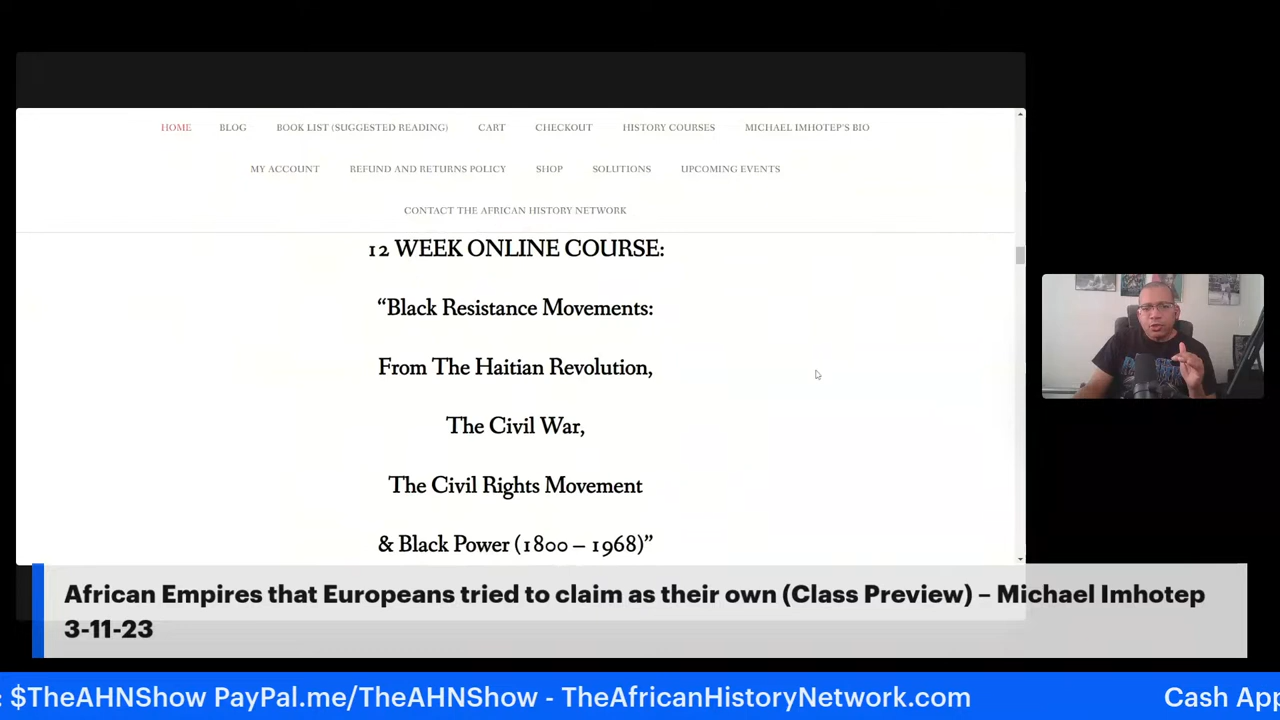 HOME BLOG BOOK LIST (SUGGESTED READING) CART CHECKOUT HISTORY COURSES MICHAEL IMHOTEP'S BIO
MY ACCOUNT REFUND AND RETURNS POLICY SHOP SOLUTIONS UPCOMING EVENTS
CONTACT THE AFRICAN HISTORY NETWORK
12 WEEK ONLINE COURSE:
“Black Resistance Movements:
From The Haitian Revolution,
The Civil War,
The Civil Rights Movement
& Black Power (1800 – 1968)”
African Empires that Europeans tried to claim as their own (Class Preview) – Michael Imhotep
3-11-23
: $TheAHNShow PayPal.me/TheAHNShow - TheAfricanHistoryNetwork.com Cash App